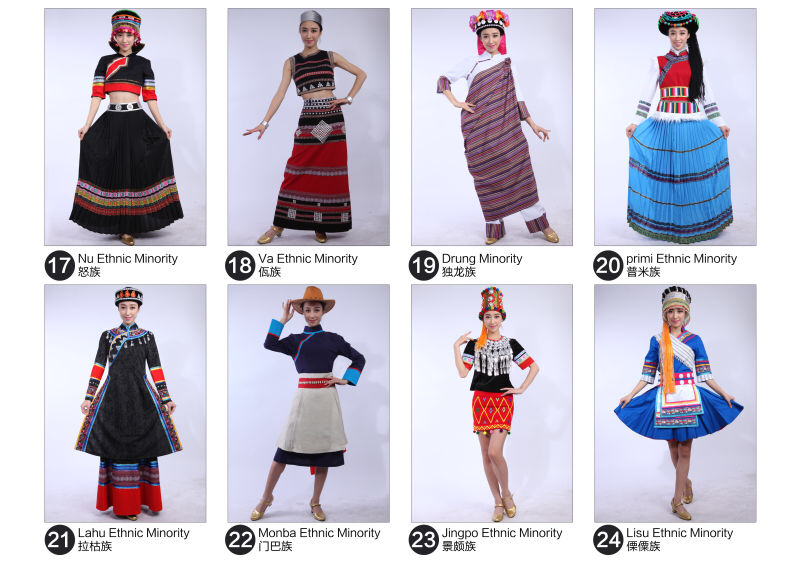 17 Nu Ethnic Minority
怒族
18 Va Ethnic Minority
佤族
19 Drung Minority
独龙族
20 primi Ethnic Minority
普米族
21 Lahu Ethnic Minority
拉枯族
22 Monba Ethnic Minority
门巴族
23 Jingpo Ethnic Minority
景颇族
24 Lisu Ethnic Minority
傈僳族